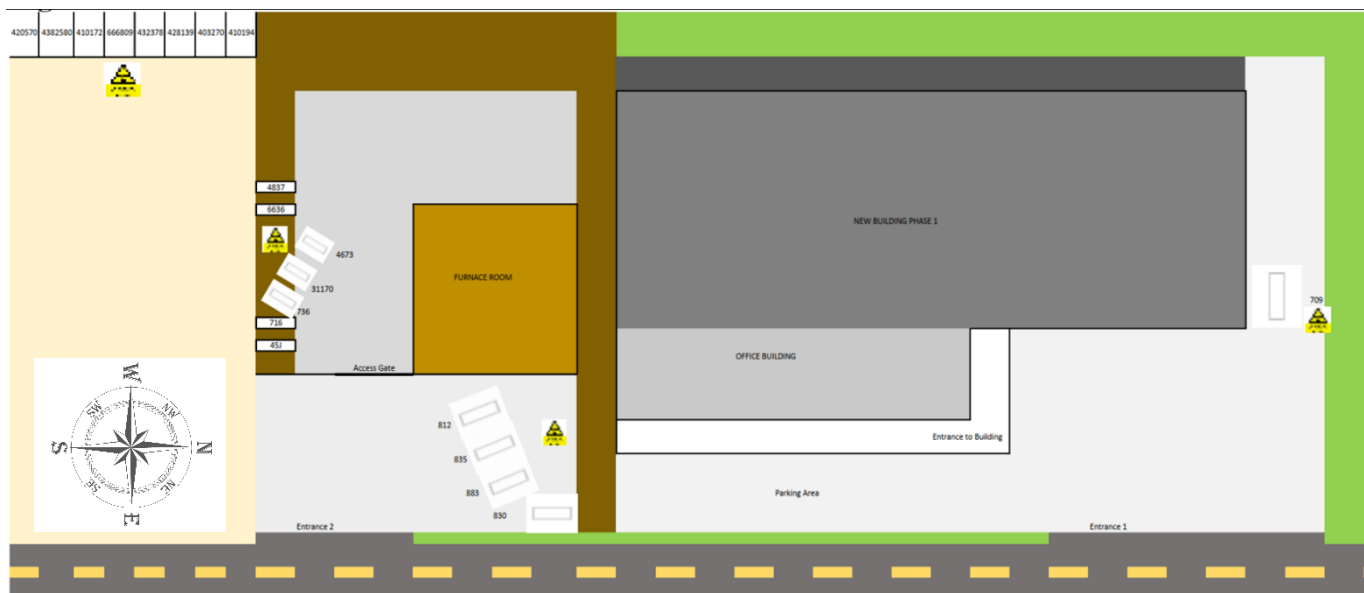 420570 4382580 410172 666809 432378 428139 403270 410194
4837
6636
4673
31170
736
716
45J
FURNACE ROOM
NEW BUILDING PHASE 1
709
OFFICE BUILDING
Access Gate
W
SW NW
S N
SE NE
E
812
835
883
830
Entrance to Building
Parking Area
Entrance 2
Entrance 1